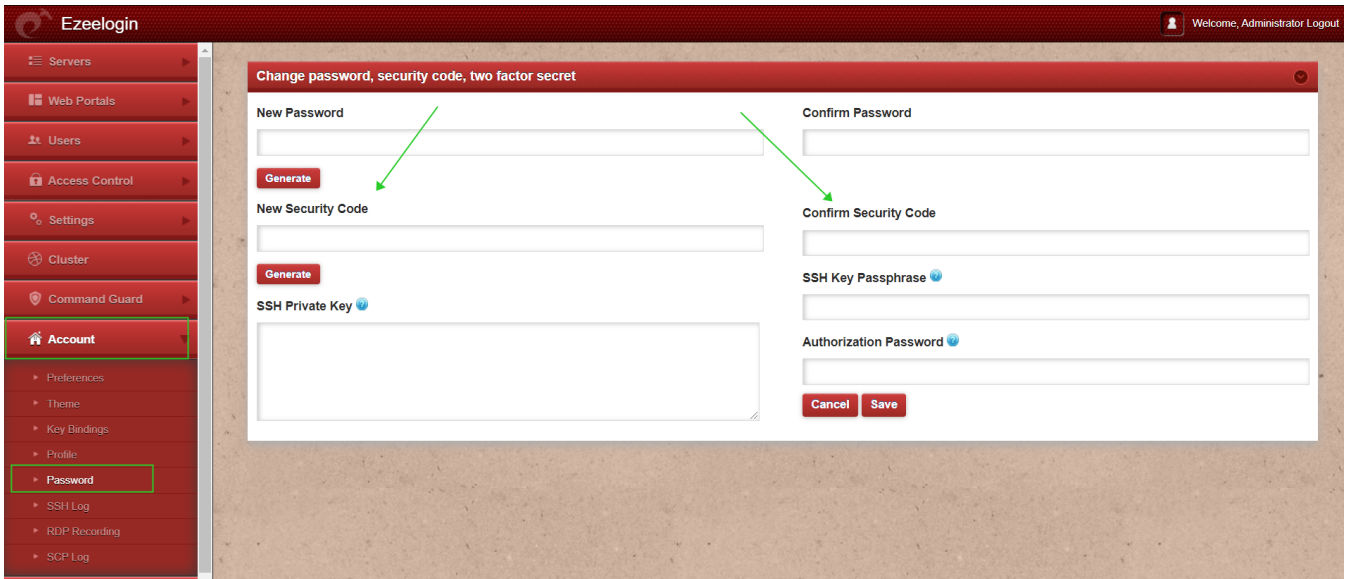 Ezeelogin
Welcome, Administrator Logout
Servers
Web Portals
Users
Access Control
Settings
Cluster
Command Guard
Account
Preferences
Theme
Key Bindings
Profile
Password
SSH Log
RDP Recording
SCP Log
Change password, security code, two factor secret
New Password
Confirm Password
Generate
New Security Code
Confirm Security Code
Generate
SSH Key Passphrase
SSH Private Key
Authorization Password
Cancel Save